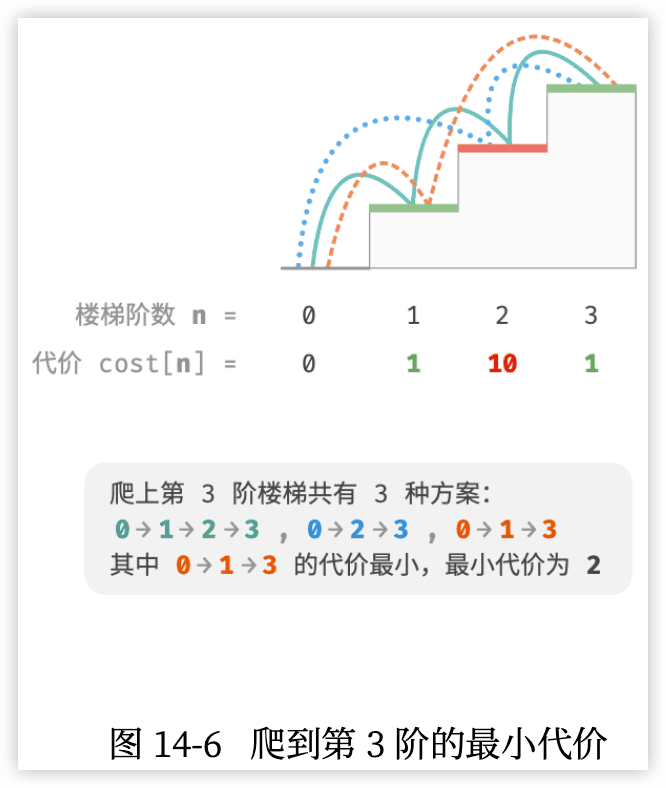 楼梯阶数 n = 0 1 2 3
代价 cost[n] = 0 1 10 1
爬上第 3 阶楼梯共有 3 种方案：
0→1→2→3 , 0→2→3 , 0→1→3
其中 0→1→3 的代价最小，最小代价为 2
图 14-6 爬到第 3 阶的最小代价